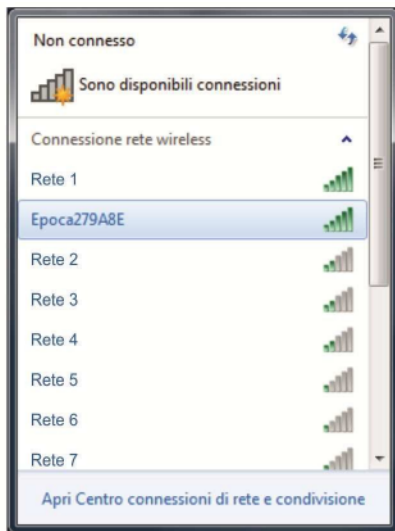 Non connesso
Sono disponibili connessioni
Connessione rete wireless
Rete 1
Epoca279A8E
Rete 2
Rete 3
Rete 4
Rete 5
Rete 6
Rete 7
Apri Centro connessioni di rete e condivisione